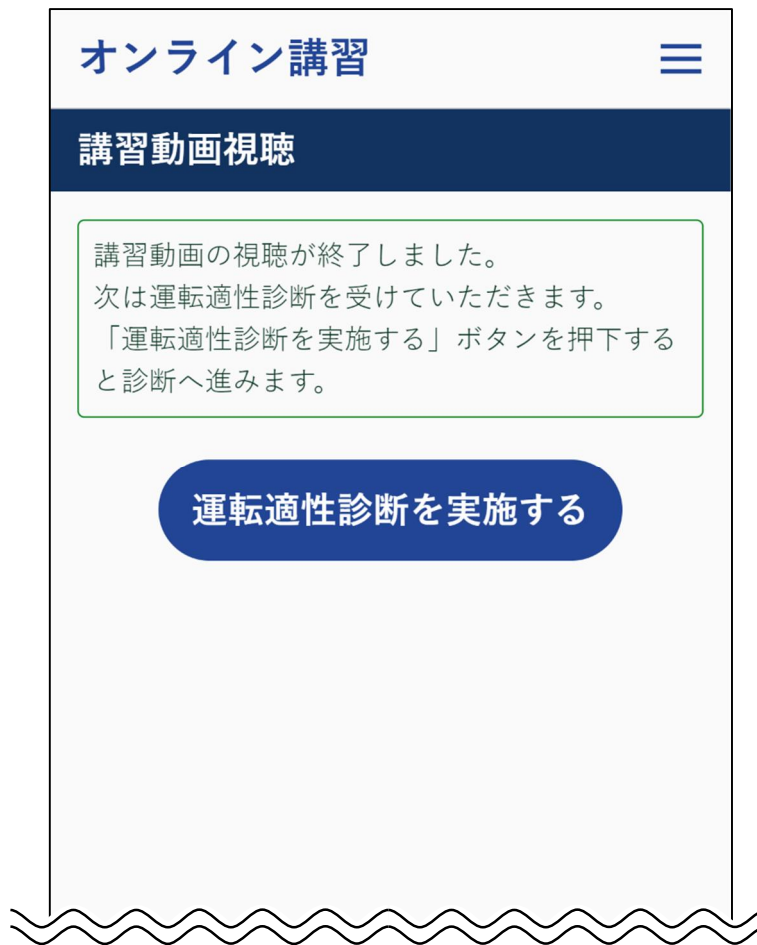 オンライン講習
講習動画視聴
講習動画の視聴が終了しました。
次は運転適性診断を受けていただきます。
「運転適性診断を実施する」ボタンを押下する
と診断へ進みます。
運転適性診断を実施する